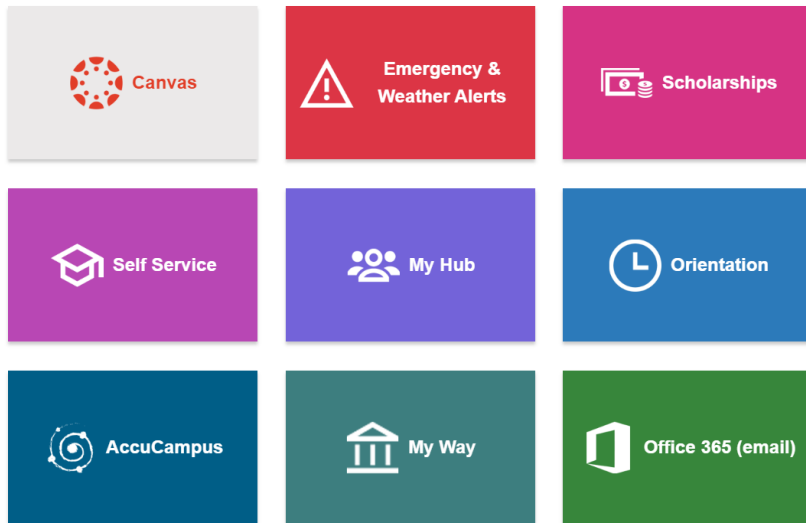 Canvas
Emergency &
Weather Alerts
Scholarships
Self Service
My Hub
Orientation
AccuCampus
My Way
Office 365 (email)